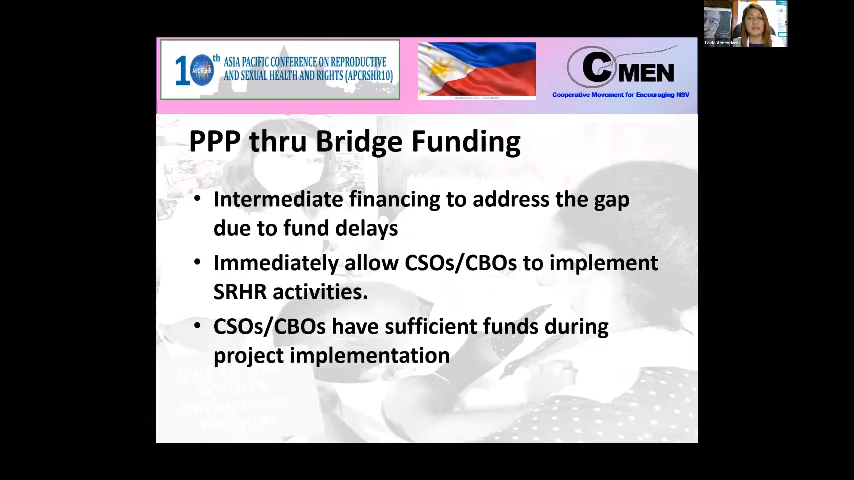 10th ASIA PACIFIC CONFERENCE ON REPRODUCTIVE
AND SEXUAL HEALTH AND RIGHTS (APCRSHR10)
APCRSHR
CMEN
Cooperative Movement for Encouraging NSV
PPP thru Bridge Funding
• Intermediate financing to address the gap
due to fund delays
• Immediately allow CSOs/CBOs to implement
SRHR activities.
• CSOs/CBOs have sufficient funds during
project implementation